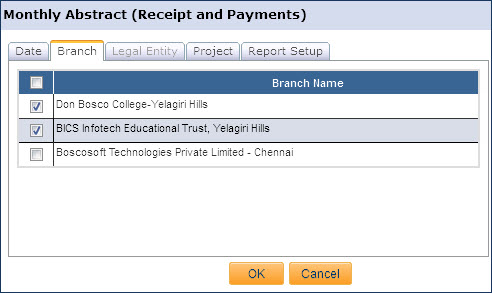 Monthly Abstract (Receipt and Payments)
Date Branch Legal Entity Project Report Setup
Branch Name
Don Bosco College-Yelagiri Hills
BICS Infotech Educational Trust, Yelagiri Hills
Boscosoft Technologies Private Limited - Chennai
OK Cancel